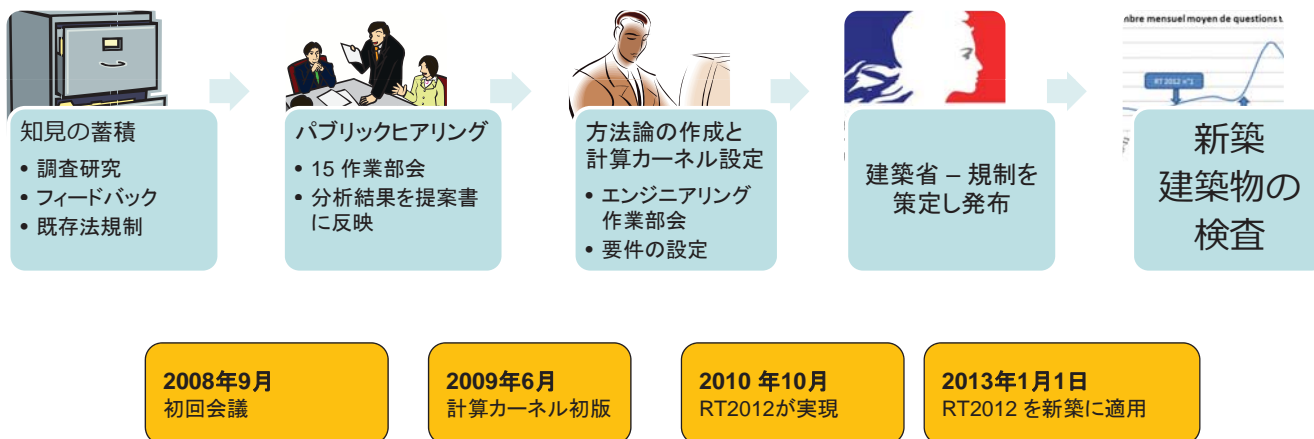 nbre mensuel moyen de questions t
RT 2012 n°1
知見の蓄積
• 調査研究
• フィードバック
• 既存法規制
パブリックヒアリング
• 15 作業部会
• 分析結果を提案書
に反映
方法論の作成と
計算カーネル設定
• エンジニアリング
作業部会
• 要件の設定
建築省 – 規制を
策定し発布
新築
建築物の
検査
2008年9月
初回会議
2009年6月
計算カーネル初版
2010 年10月
RT2012が実現
2013年1月1日
RT2012 を新築に適用